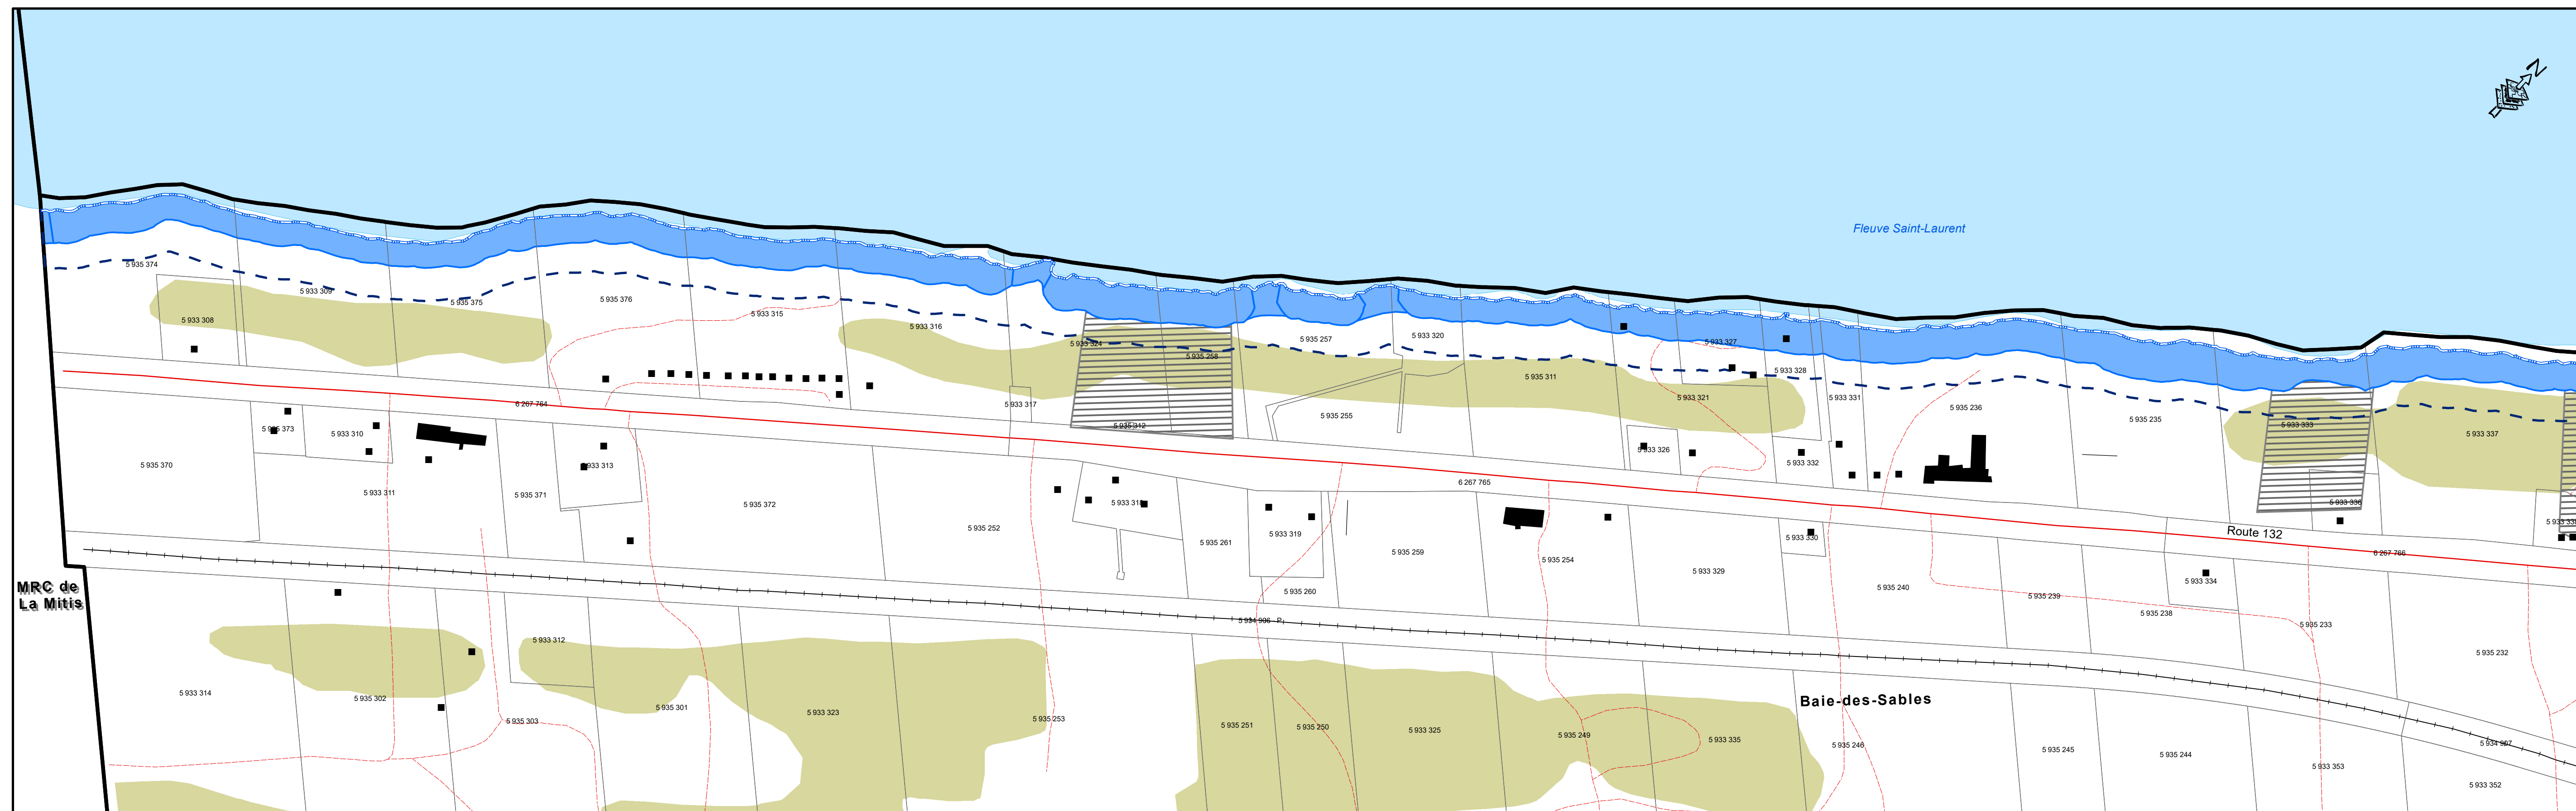 N
Fleuve Saint-Laurent
5 935 374
5 933 309
5 935 375
5 935 376
5 933 315
5 933 308
5 933 316
5 933 324
5 935 258
5 935 257
5 933 320
5 933 327
5 933 328
5 935 311
5 933 321
5 933 331
5 935 236
5 935 235
5 933 333
5 933 337
6 267 764
5 933 317
5 935 312
5 935 255
5 933 310
5 933 326
5 933 332
5 935 370
5 933 311
5 935 371
5 933 313
5 935 372
5 935 252
5 935 261
5 933 319
6 267 765
5 933 336
5 935 259
5 935 254
5 933 329
5 933 330
Route 132
6 267 766
5 933 334
MRC de
La Mitis
5 935 260
5 935 240
5 935 239
5 935 238
5 935 233
5 935 232
5 933 312
5 933 314
5 935 302
5 935 303
5 935 301
5 933 323
5 935 253
5 935 251
5 935 250
5 933 325
5 935 249
5 933 335
Baie-des-Sables
5 935 246
5 935 245
5 935 244
5 933 353
5 934 907
5 933 352